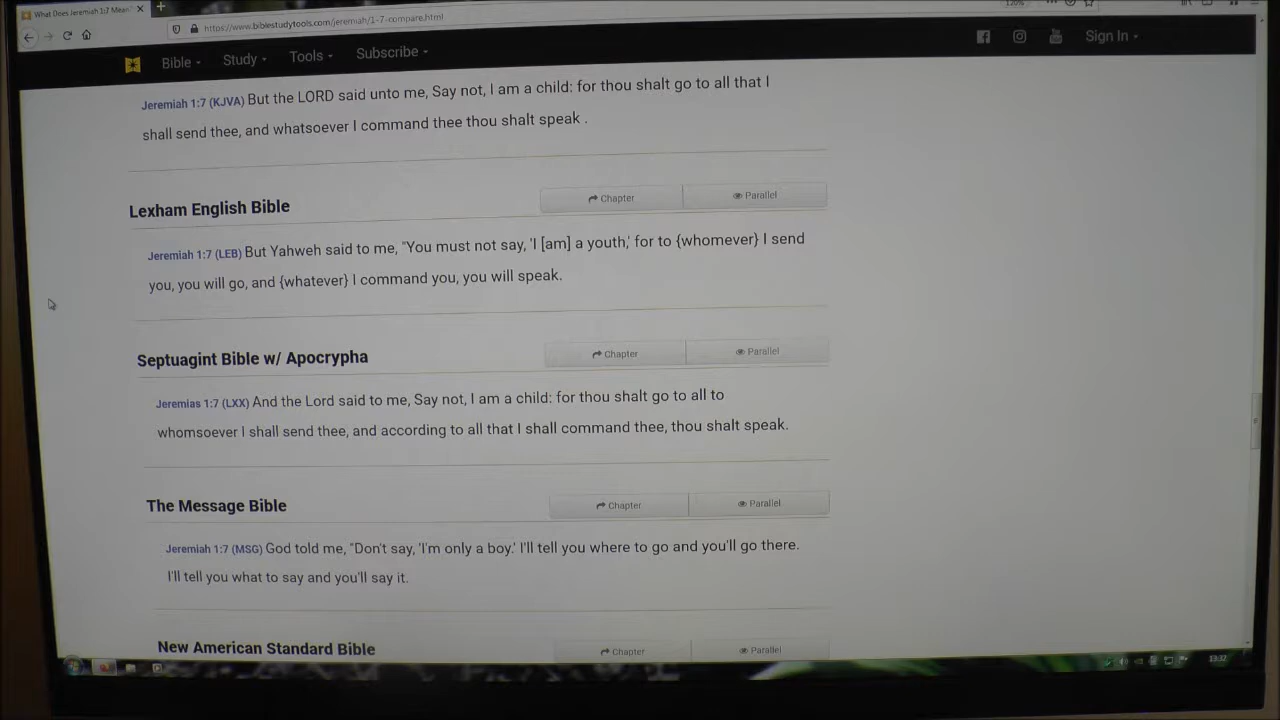 What Does Jeremiah 1:7 Mean
https://www.biblestudytools.com/jeremiah/1-7-compare.html
120%
Bible Study Tools Subscribe Sign In
Jeremiah 1:7 (KJVA) But the LORD said unto me, Say not, I am a child: for thou shalt go to all that I
shall send thee, and whatsoever I command thee thou shalt speak .
Lexham English Bible Chapter Parallel
Jeremiah 1:7 (LEB) But Yahweh said to me, "You must not say, 'I [am] a youth,' for to {whomever} I send
you, you will go, and {whatever} I command you, you will speak.
Septuagint Bible w/ Apocrypha Chapter Parallel
Jeremias 1:7 (LXX) And the Lord said to me, Say not, I am a child: for thou shalt go to all to
whomsoever I shall send thee, and according to all that I shall command thee, thou shalt speak.
The Message Bible Chapter Parallel
Jeremiah 1:7 (MSG) God told me, "Don't say, 'I'm only a boy.' I'll tell you where to go and you'll go there.
I'll tell you what to say and you'll say it.
New American Standard Bible Chapter Parallel
13:37